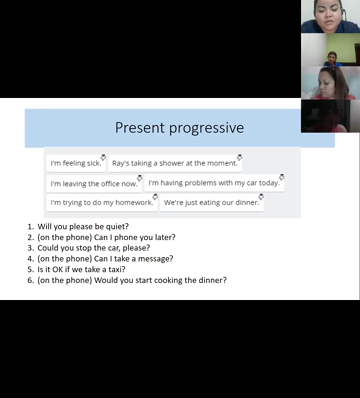 Present progressive
I'm feeling sick. Ray's taking a shower at the moment.
I'm leaving the office now. I'm having problems with my car today.
I'm trying to do my homework. We're just eating our dinner.
1. Will you please be quiet?
2. (on the phone) Can I phone you later?
3. Could you stop the car, please?
4. (on the phone) Can I take a message?
5. Is it OK if we take a taxi?
6. (on the phone) Would you start cooking the dinner?